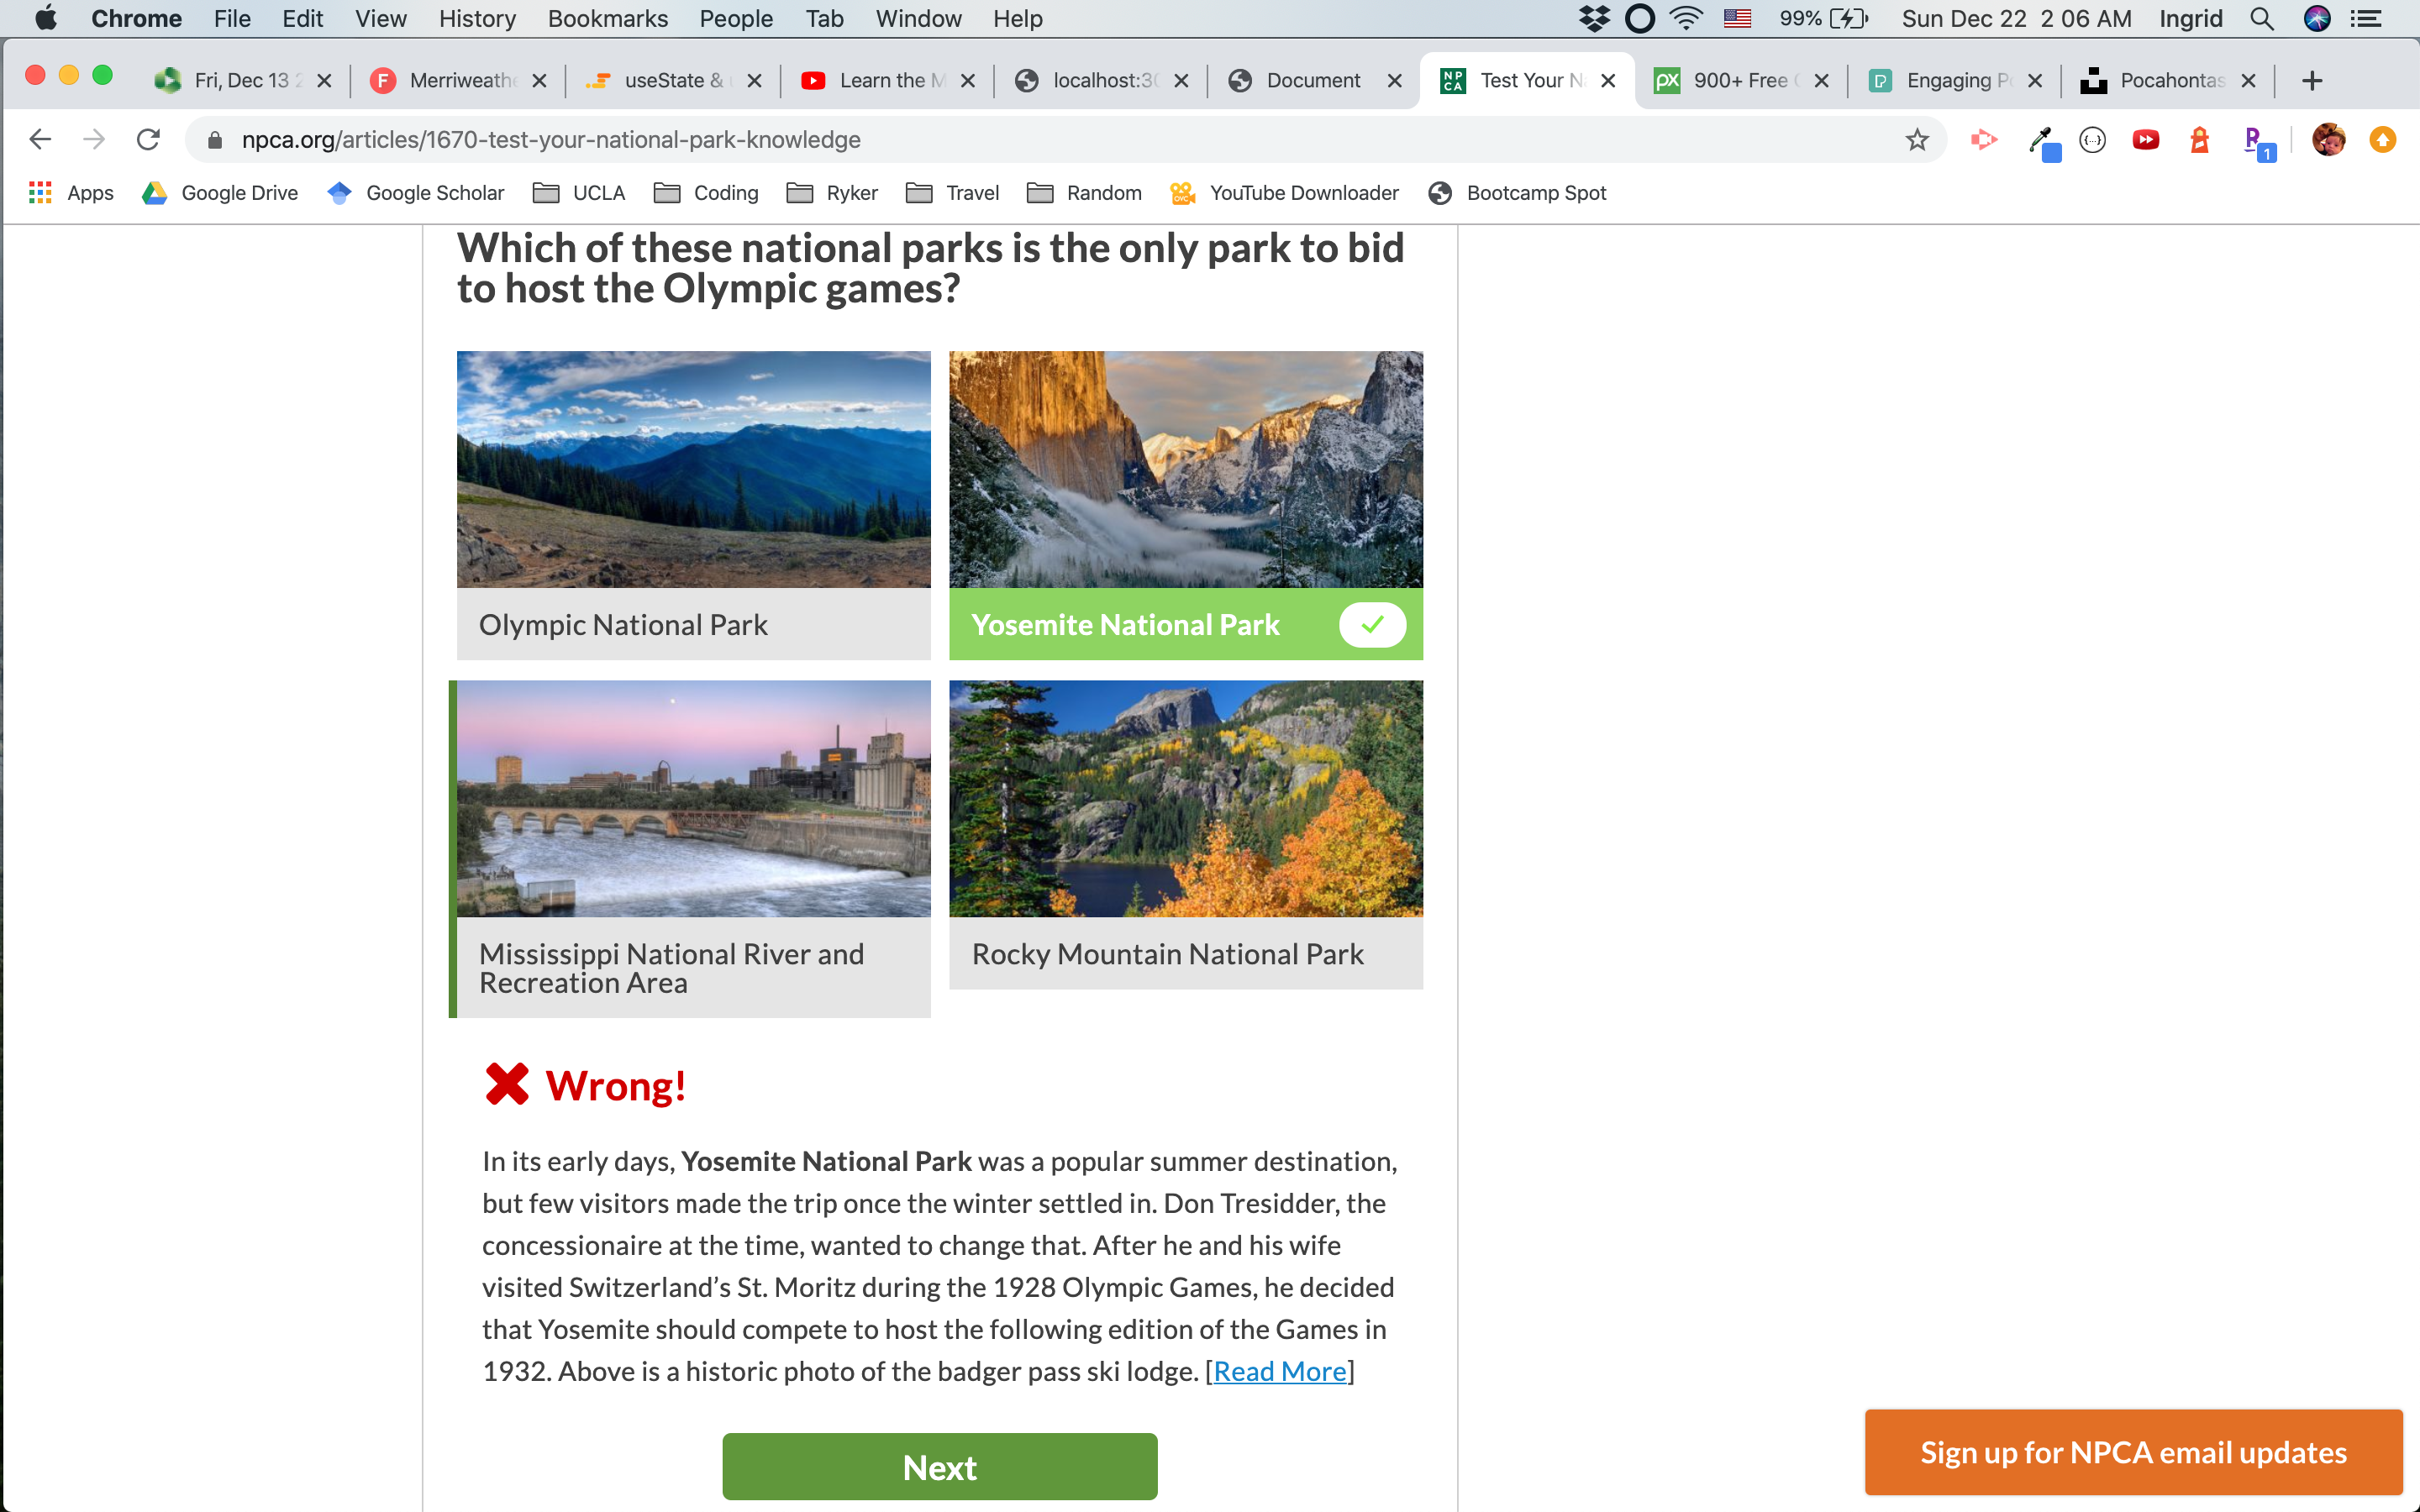 Chrome File Edit View History Bookmarks People Tab Window Help 99% Sun Dec 22 2 06 AM Ingrid
Fri, Dec 13 Merriweathe useState & Learn the M localhost:30 Document Test Your N 900+ Free Engaging P Pocahontas
npca.org/articles/1670-test-your-national-park-knowledge 1
Apps Google Drive Google Scholar UCLA Coding Ryker Travel Random YouTube Downloader Bootcamp Spot
Which of these national parks is the only park to bid
to host the Olympic games?
Olympic National Park
Yosemite National Park
Mississippi National River and
Recreation Area
Rocky Mountain National Park
Wrong!
In its early days, Yosemite National Park was a popular summer destination,
but few visitors made the trip once the winter settled in. Don Tresidder, the
concessionaire at the time, wanted to change that. After he and his wife
visited Switzerland’s St. Moritz during the 1928 Olympic Games, he decided
that Yosemite should compete to host the following edition of the Games in
1932. Above is a historic photo of the badger pass ski lodge. [Read More]
Next
Sign up for NPCA email updates